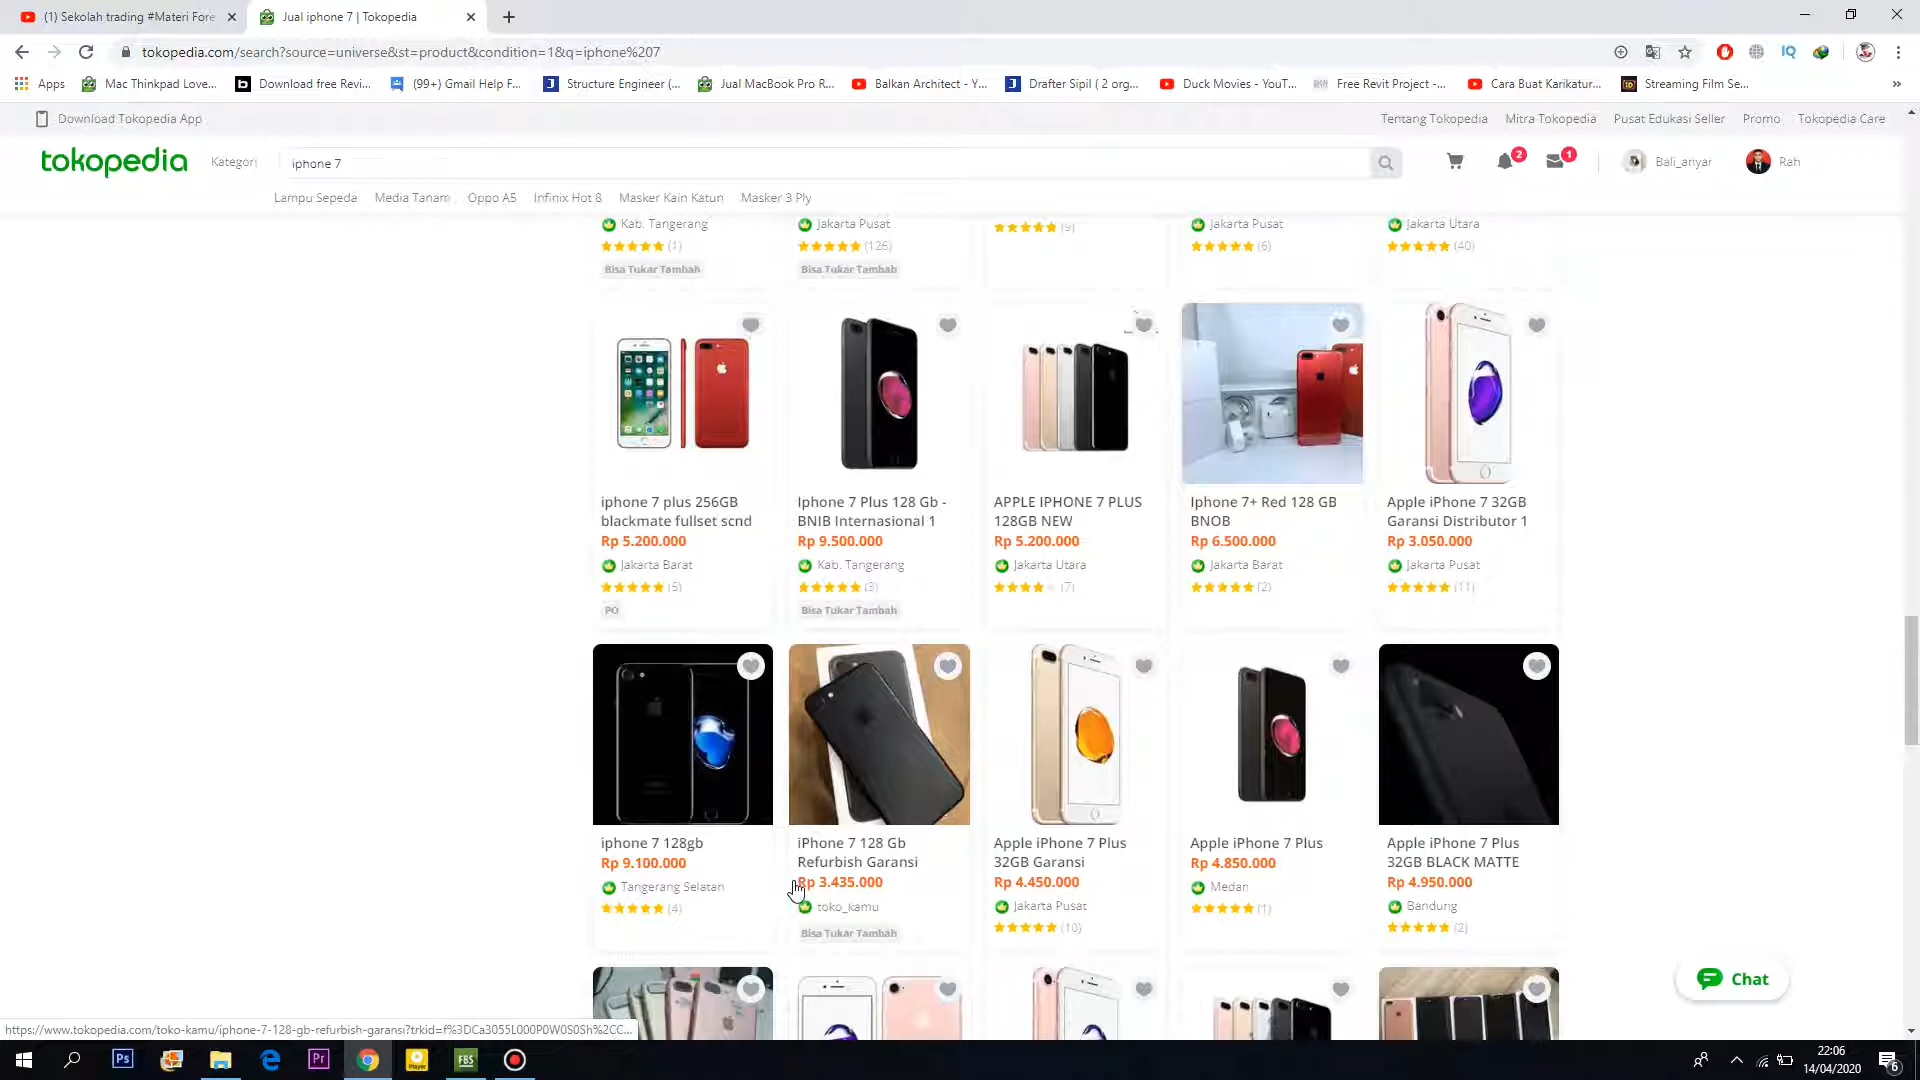 (1) Sekolah trading #Materi Fore
Jual iphone 7 | Tokopedia
tokopedia.com/search?source=universe&st=product&condition=1&q=iphone%207
Apps
Mac Thinkpad Love...
Download free Revi...
(99+) Gmail Help F...
Structure Engineer (...
Jual MacBook Pro R...
Balkan Architect - Y...
Drafter Sipil ( 2 org...
Duck Movies - YouT...
Free Revit Project -...
Cara Buat Karikatur...
Streaming Film Se...
Download Tokopedia App
Tentang Tokopedia
Mitra Tokopedia
Pusat Edukasi Seller
Promo
Tokopedia Care
tokopedia
Kategori
iphone 7
2
1
Bali_ariyar
Rah
Lampu Sepeda
Media Tanam
Oppo A5
Infinix Hot 8
Masker Kain Katun
Masker 3 Ply
Kab. Tangerang
Jakarta Pusat
Jakarta Pusat
Jakarta Utara
(1)
(126)
(9)
(6)
(40)
Bisa Tukar Tambah
Bisa Tukar Tambah
iphone 7 plus 256GB
blackmate fullset scnd
Rp 5.200.000
Jakarta Barat
(5)
PO
Iphone 7 Plus 128 Gb -
BNIB Internasional 1
Rp 9.500.000
Kab. Tangerang
(3)
Bisa Tukar Tambah
APPLE IPHONE 7 PLUS
128GB NEW
Rp 5.200.000
Jakarta Utara
(7)
Iphone 7+ Red 128 GB
BNOB
Rp 6.500.000
Jakarta Barat
(2)
Apple iPhone 7 32GB
Garansi Distributor 1
Rp 3.050.000
Jakarta Pusat
(11)
iphone 7 128gb
Rp 9.100.000
Tangerang Selatan
(4)
iPhone 7 128 Gb
Refurbish Garansi
Rp 3.435.000
toko_kamu
Bisa Tukar Tambah
Apple iPhone 7 Plus
32GB Garansi
Rp 4.450.000
Jakarta Pusat
(10)
Apple iPhone 7 Plus
Rp 4.850.000
Medan
(1)
Apple iPhone 7 Plus
32GB BLACK MATTE
Rp 4.950.000
Bandung
(2)
Chat
https://www.tokopedia.com/toko-kamu/iphone-7-128-gb-refurbish-garansi?trkid=f%3DCa3055L000P0W0S0Sh%2CC...
Ps
Pr
Player
FBS
22:06
14/04/2020
6